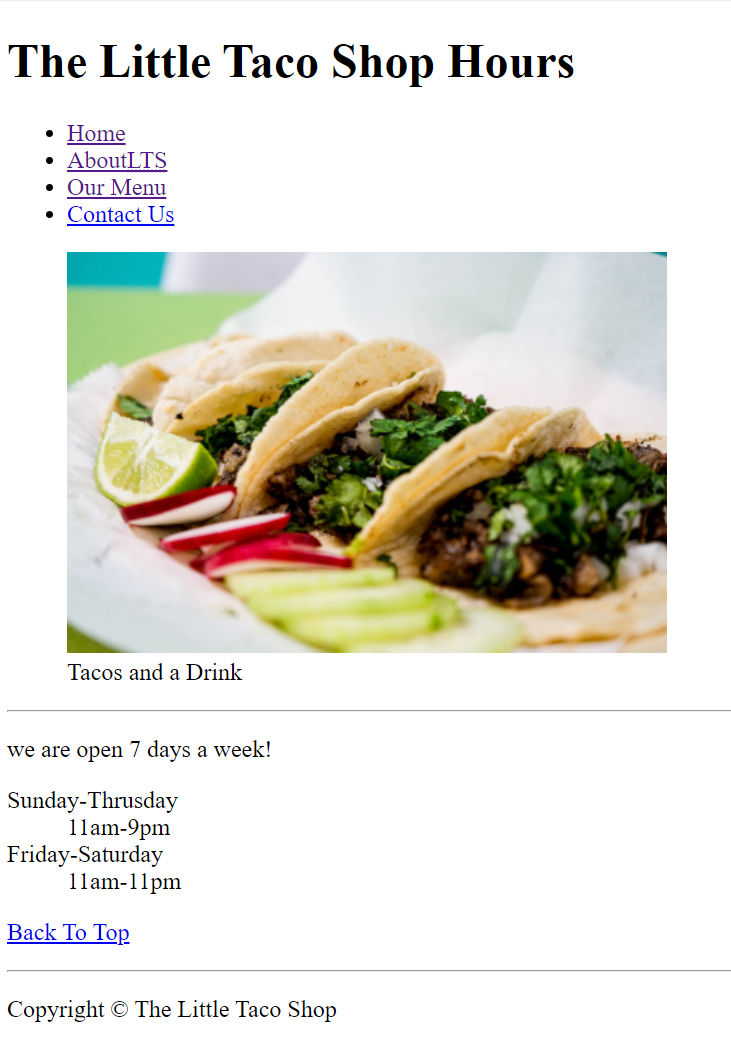 The Little Taco Shop Hours
Home
AboutLTS
Our Menu
Contact Us
Tacos and a Drink
we are open 7 days a week!
Sunday-Thrusday
11am-9pm
Friday-Saturday
11am-11pm
Back To Top
Copyright © The Little Taco Shop